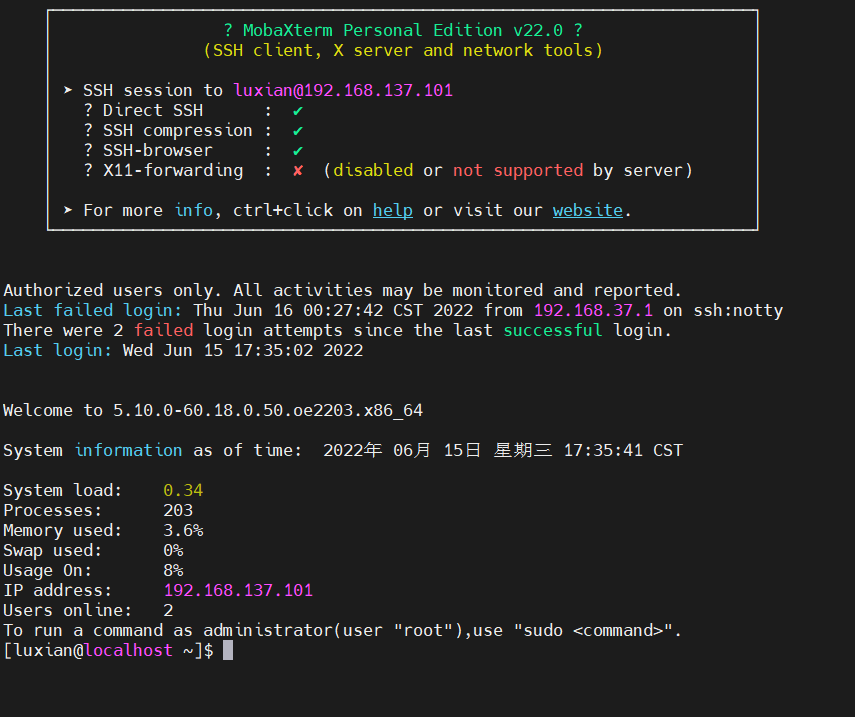 ? MobaXterm Personal Edition v22.0 ?
(SSH client, X server and network tools)
➤ SSH session to luxian@192.168.137.101
? Direct SSH : ✔
? SSH compression : ✔
? SSH-browser : ✔
? X11-forwarding : ✘ (disabled or not supported by server)
➤ For more info, ctrl+click on help or visit our website.
Authorized users only. All activities may be monitored and reported.
Last failed login: Thu Jun 16 00:27:42 CST 2022 from 192.168.37.1 on ssh:notty
There were 2 failed login attempts since the last successful login.
Last login: Wed Jun 15 17:35:02 2022
Welcome to 5.10.0-60.18.0.50.oe2203.x86_64
System information as of time: 2022年 06月 15日 星期三 17:35:41 CST
System load: 0.34
Processes: 203
Memory used: 3.6%
Swap used: 0%
Usage On: 8%
IP address: 192.168.137.101
Users online: 2
To run a command as administrator(user "root"),use "sudo <command>".
[luxian@localhost ~]$